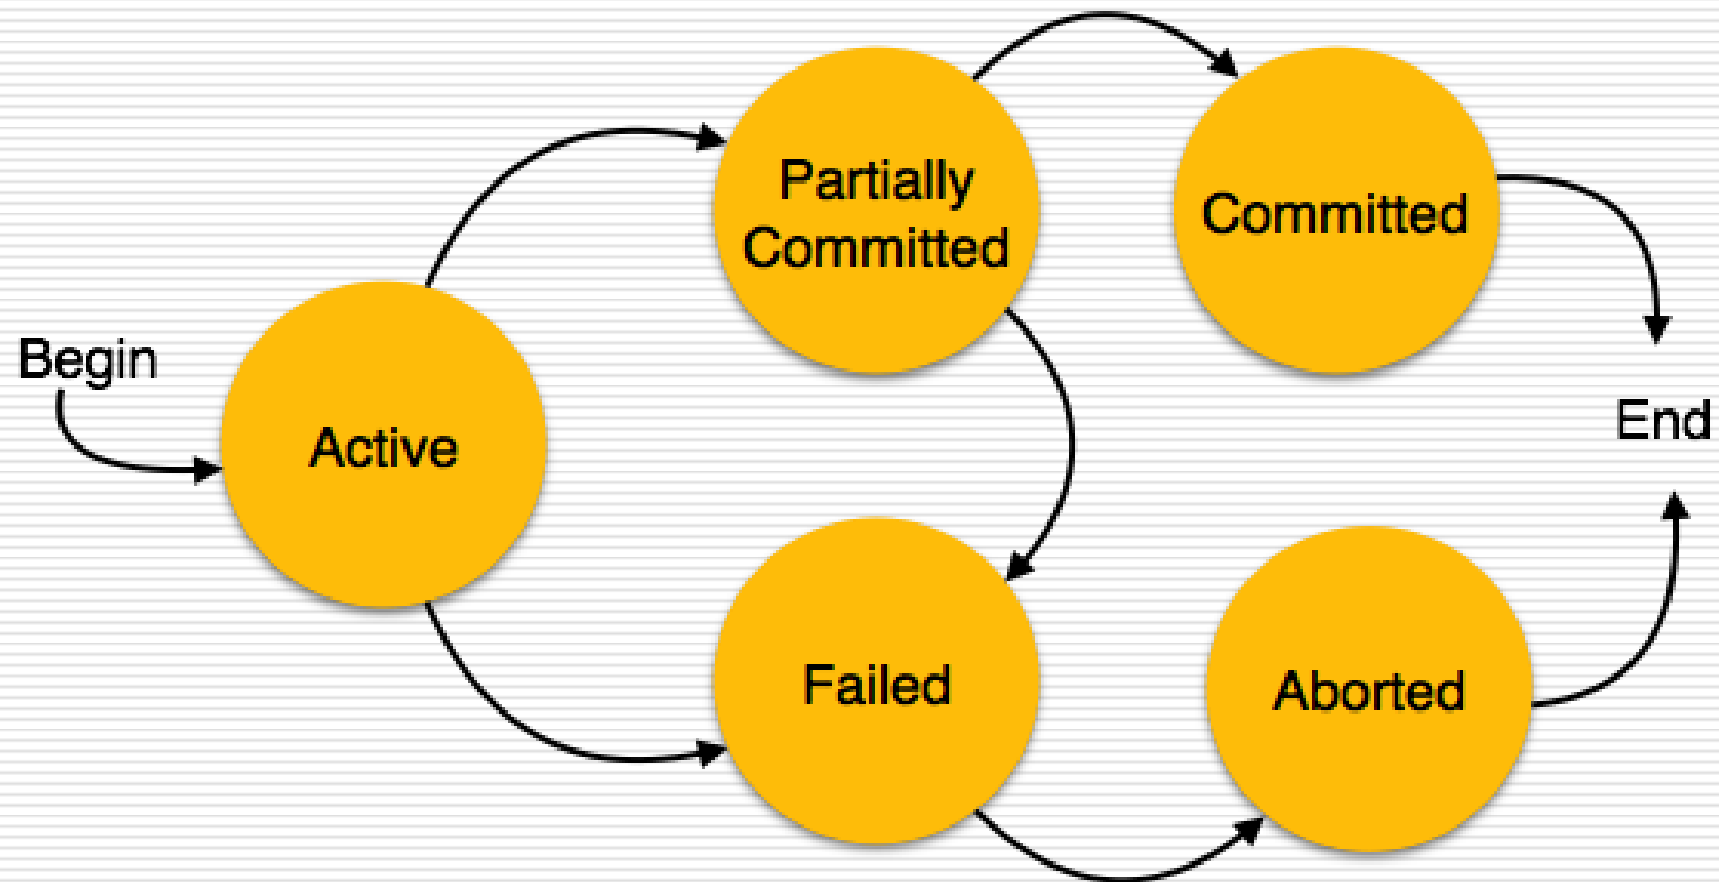 Begin
Active
Partially
Committed
Committed
Failed
Aborted
End